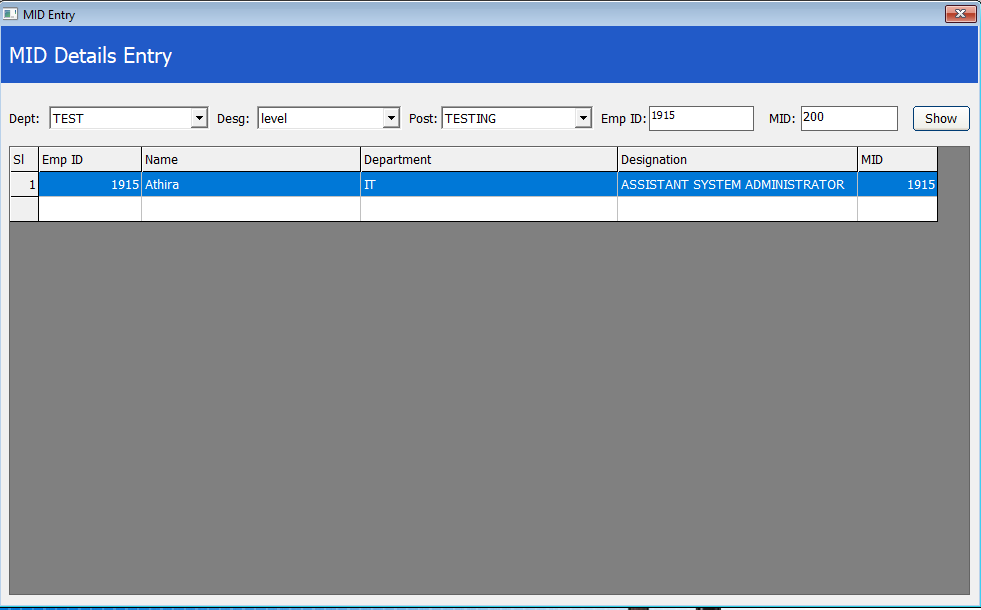 MID Entry
MID Details Entry
Dept: TEST Desg: level Post: TESTING Emp ID: 1915 MID: 200 Show
Sl Emp ID Name Department Designation MID
1 1915 Athira IT ASSISTANT SYSTEM ADMINISTRATOR 1915